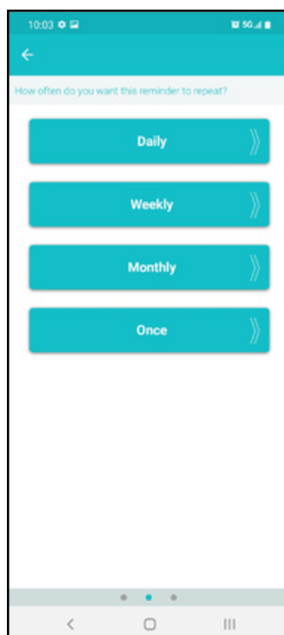 10:03 5G
How often do you want this reminder to repeat?
Daily
Weekly
Monthly
Once